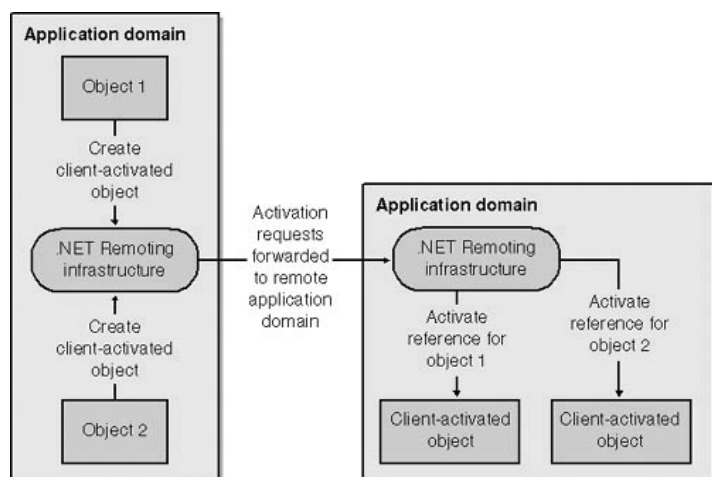 Application domain
Object 1
Create
client-activated
object
.NET Remoting
infrastructure
Create
client-activated
object
Object 2
Activation
requests
forwarded
to remote
application
domain
Application domain
.NET Remoting
infrastructure
Activate
reference for
object 1
Activate
reference for
object 2
Client-activated
object
Client-activated
object